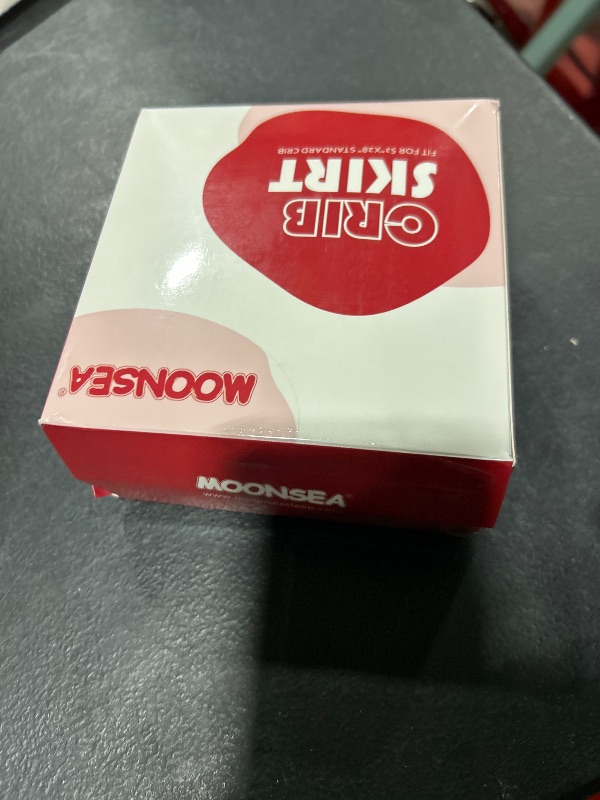 CRIB
SKIRT
FIT FOR 52"X28" STANDARD CRIB
MOONSEA®
MOONSEA®